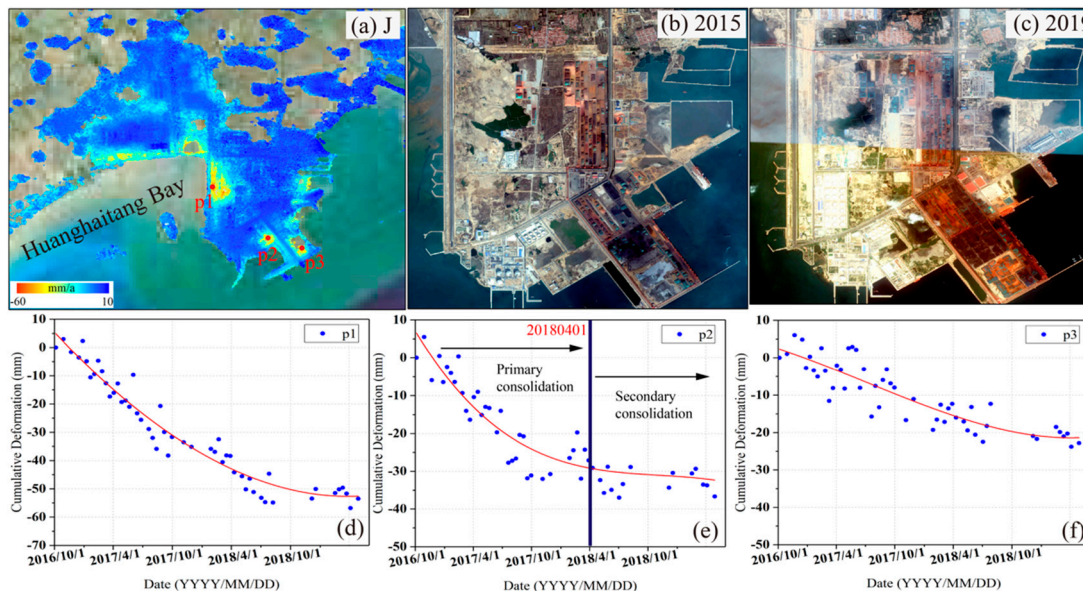 (a) J
Huanghaitang Bay
p1
p2
p3
mm/a
-60
10
(b) 2015
(c) 2019
Cumulative Deformation (mm)
10
0
-10
-20
-30
-40
-50
-60
-70
p1
(d)
2016/10/1
2017/4/1
2017/10/1
2018/4/1
2018/10/1
Date (YYYY/MM/DD)
Cumulative Deformation (mm)
10
0
-10
-20
-30
-40
-50
20180401
p2
Primary
consolidation
Secondary
consolidation
(e)
2016/10/1
2017/4/1
2017/10/1
2018/4/1
2018/10/1
Date (YYYY/MM/DD)
Cumulative Deformation (mm)
10
0
-10
-20
-30
-40
-50
p3
(f)
2016/10/1
2017/4/1
2017/10/1
2018/4/1
2018/10/1
Date (YYYY/MM/DD)